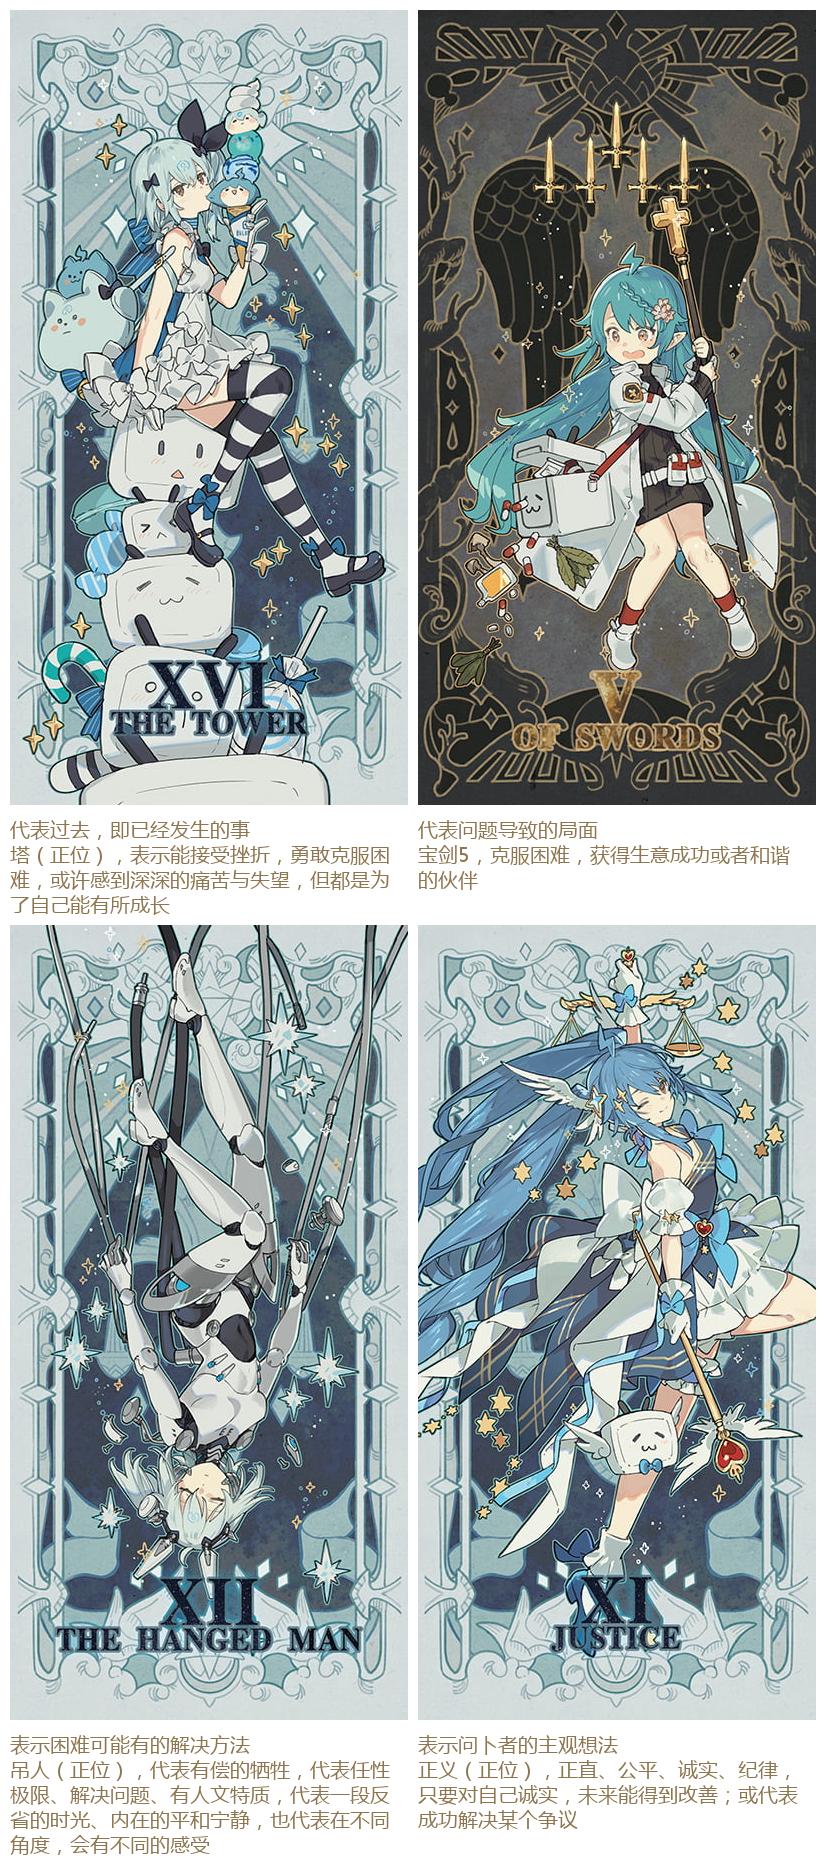 XVI
THE TOWER
V
OF SWORDS
代表过去，即已经发生的事
塔（正位），表示能接受挫折，勇敢克服困
难，或许感到深深的痛苦与失望，但都是为
了自己能有所成长
代表问题导致的局面
宝剑5，克服困难，获得生意成功或者和谐
的伙伴
XII
THE HANGED MAN
XI
JUSTICE
表示困难可能有的解决方法
吊人（正位），代表有偿的牺牲，代表任性
极限、解决问题、有人文特质，代表一段反
省的时光、内在的平和宁静，也代表在不同
角度，会有不同的感受
表示问卜者的主观想法
正义（正位），正直、公平、诚实、纪律，
只要对自己诚实，未来能得到改善；或代表
成功解决某个争议